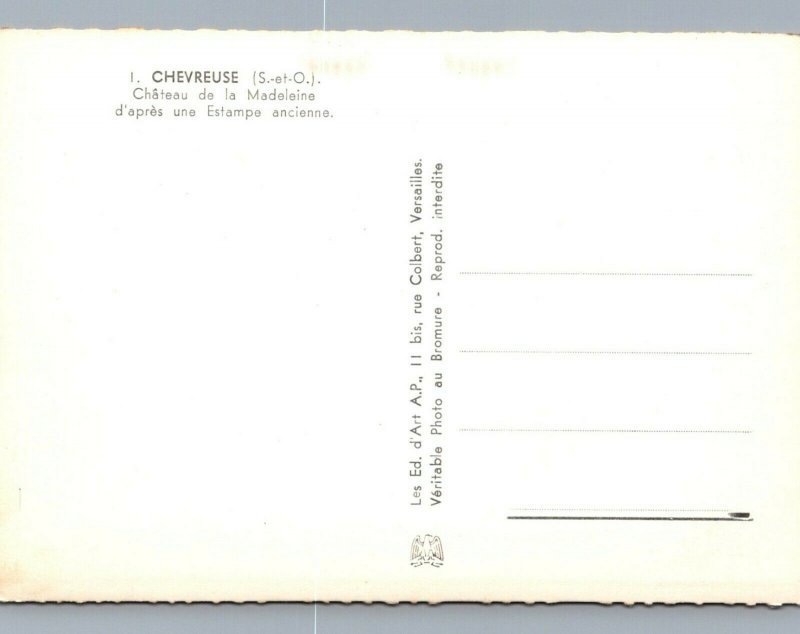 1. CHEVREUSE (S.-et-O.).
Château de la Madeleine
d'après une Estampe ancienne.
Les Ed. d'Art A.P., 11 bis, rue Colbert, Versailles.
Véritable Photo au Bromure - Reprod. interdite